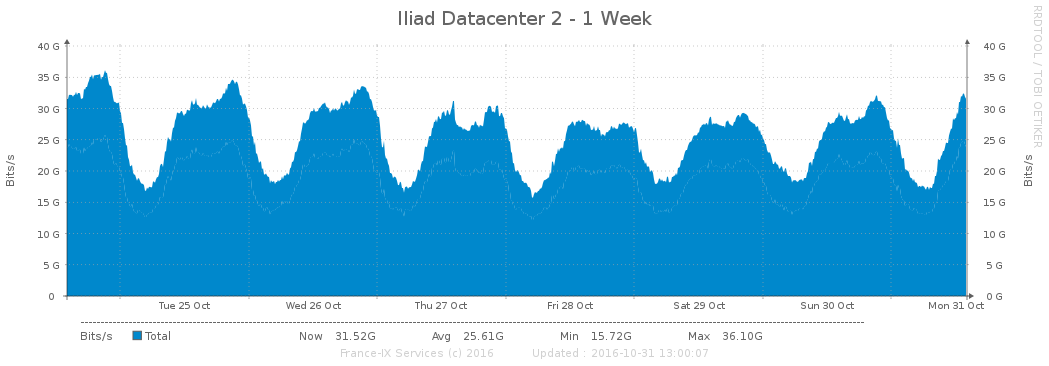 Iliad Datacenter 2 - 1 Week
RRDTOOL / TOBI OETIKER
Bits/s
40 G
35 G
30 G
25 G
20 G
15 G
10 G
5 G
0
40 G
35 G
30 G
25 G
20 G
15 G
10 G
5 G
0 G
Bits/s
Tue 25 Oct Wed 26 Oct Thu 27 Oct Fri 28 Oct Sat 29 Oct Sun 30 Oct Mon 31 Oct
Bits/s Total Now 31.52G Avg 25.61G Min 15.72G Max 36.10G
France-IX Services (c) 2016 Updated : 2016-10-31 13:00:07